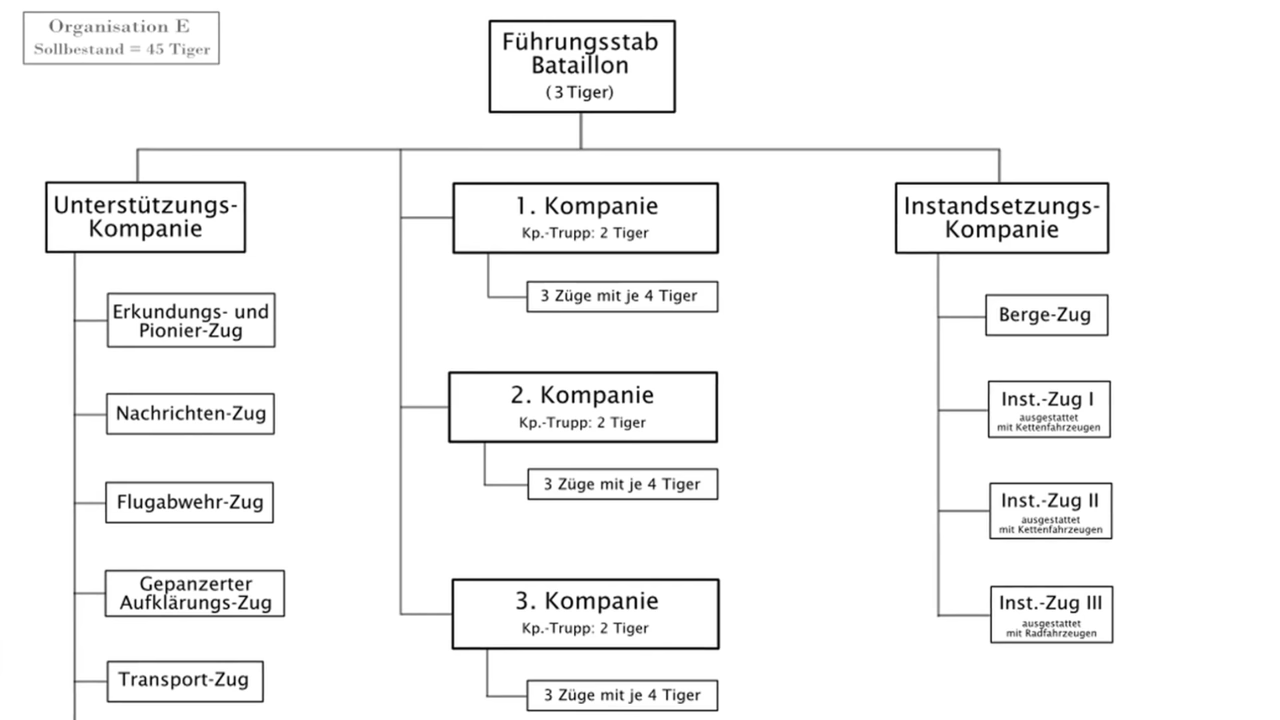 Organisation E
Sollbestand = 45 Tiger
Führungsstab
Bataillon
(3 Tiger)
Unterstützungs-
Kompanie
Erkundungs- und
Pionier-Zug
Nachrichten-Zug
Flugabwehr-Zug
Gepanzerter
Aufklärungs-Zug
Transport-Zug
1. Kompanie
Kp.-Trupp: 2 Tiger
3 Züge mit je 4 Tiger
2. Kompanie
Kp.-Trupp: 2 Tiger
3 Züge mit je 4 Tiger
3. Kompanie
Kp.-Trupp: 2 Tiger
3 Züge mit je 4 Tiger
Instandsetzungs-
Kompanie
Berge-Zug
Inst.-Zug I
ausgestattet
mit Kettenfahrzeugen
Inst.-Zug II
ausgestattet
mit Kettenfahrzeugen
Inst.-Zug III
ausgestattet
mit Radfahrzeugen